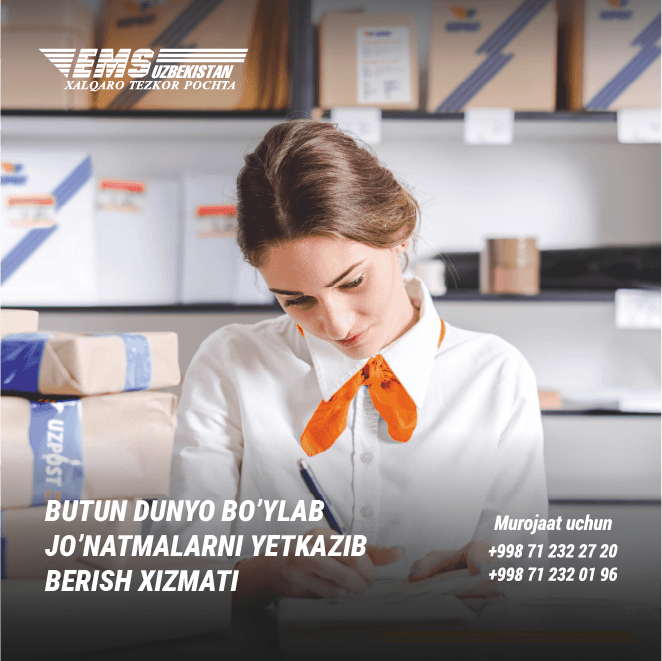 EMS UZBEKISTAN
XALQARO TEZKOR POCHTA
UZPOST
BUTUN DUNYO BO’YLAB
JO’NATMALARNI YETKAZIB
BERISH XIZMATI
Murojaat uchun
+998 71 232 27 20
+998 71 232 01 96